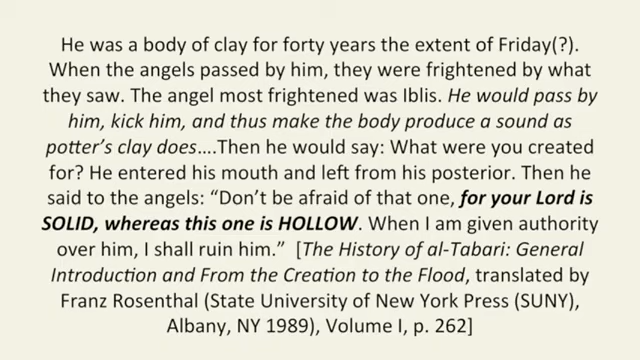 He was a body of clay for forty years the extent of Friday(?).
When the angels passed by him, they were frightened by what
they saw. The angel most frightened was Iblis. He would pass by
him, kick him, and thus make the body produce a sound as
potter's clay does....Then he would say: What were you created
for? He entered his mouth and left from his posterior. Then he
said to the angels: "Don't be afraid of that one, for your Lord is
SOLID, whereas this one is HOLLOW. When I am given authority
over him, I shall ruin him." [The History of al-Tabari: General
Introduction and From the Creation to the Flood, translated by
Franz Rosenthal (State University of New York Press (SUNY),
Albany, NY 1989), Volume I, p. 262]